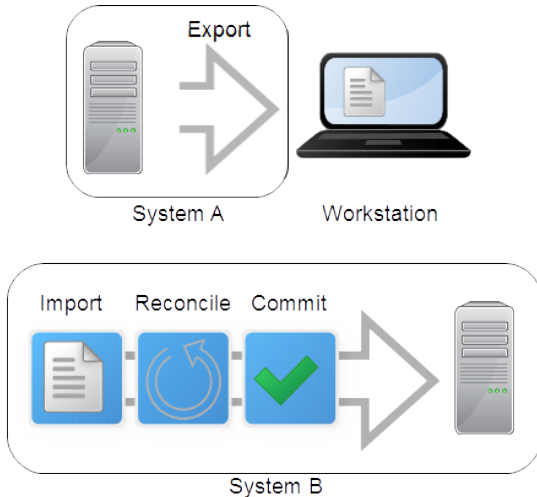 Export
System A
Workstation
Import Reconcile Commit
System B